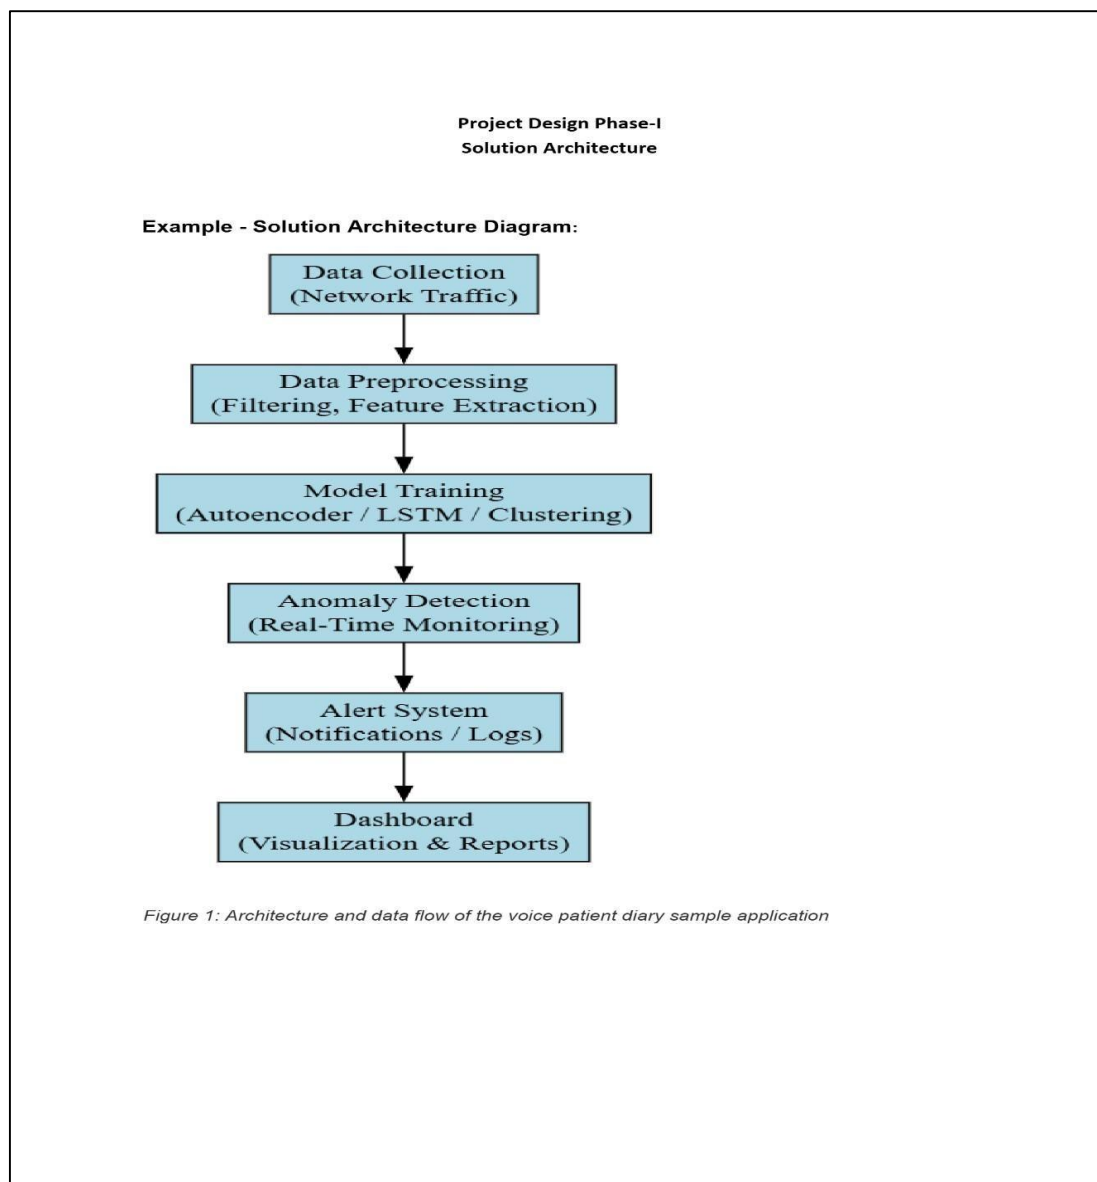 Project Design Phase-I
Solution Architecture
Example - Solution Architecture Diagram:
Data Collection
(Network Traffic)
Data Preprocessing
(Filtering, Feature Extraction)
Model Training
(Autoencoder / LSTM / Clustering)
Anomaly Detection
(Real-Time Monitoring)
Alert System
(Notifications / Logs)
Dashboard
(Visualization & Reports)
Figure 1: Architecture and data flow of the voice patient diary sample application